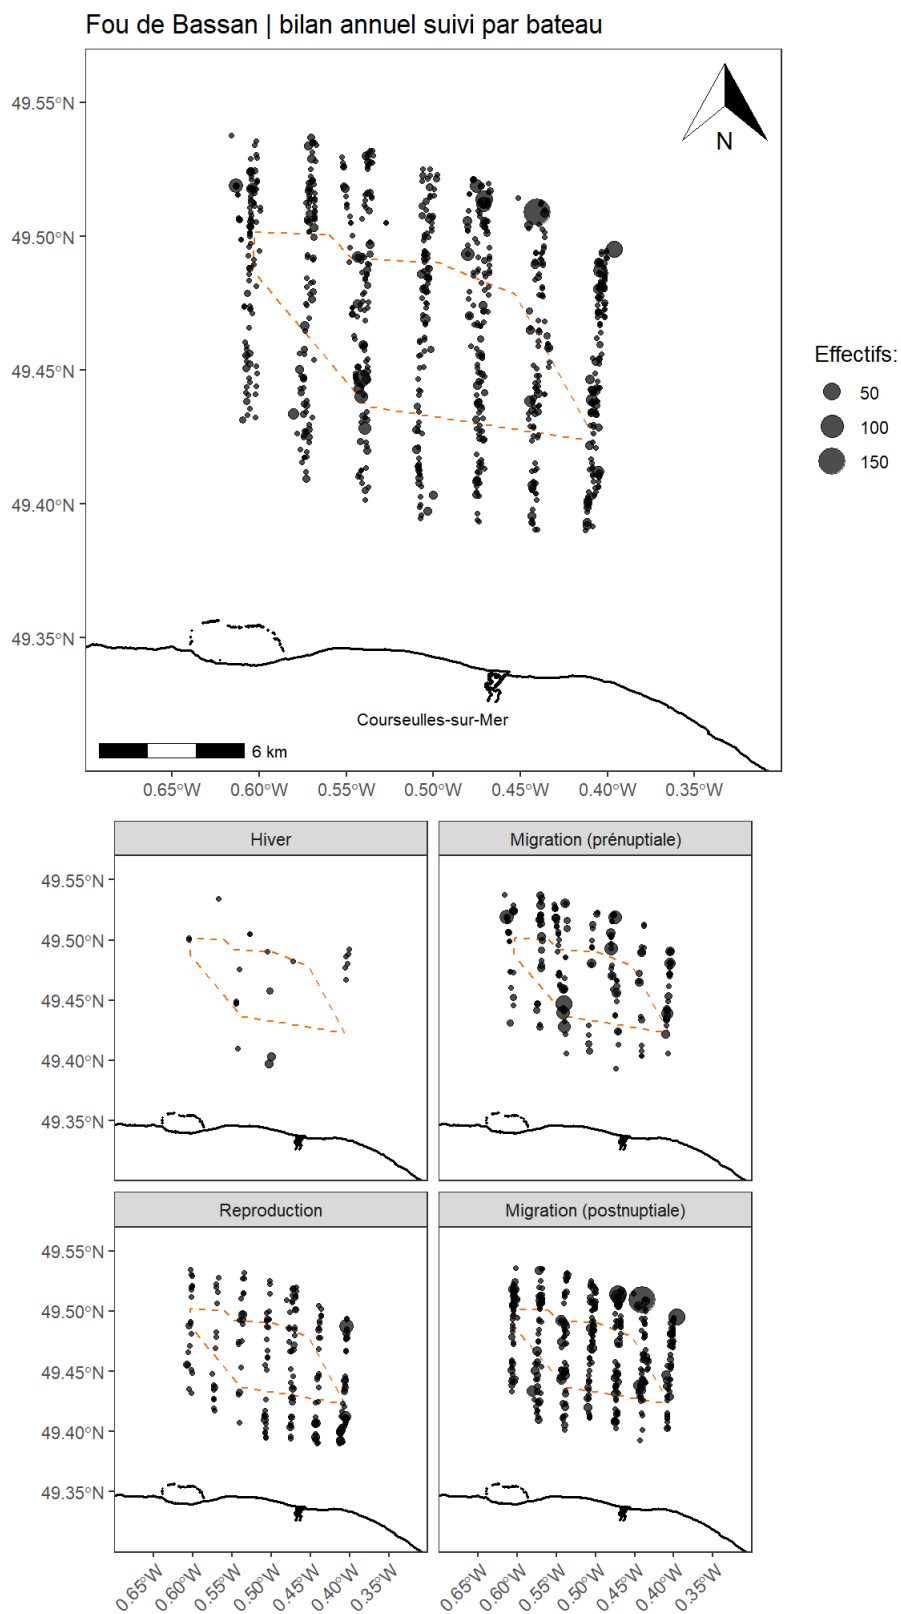 Fou de Bassan | bilan annuel suivi par bateau
49.55°N
49.50°N
49.45°N
49.40°N
49.35°N
N
Courseulles-sur-Mer
6 km
0.65°W 0.60°W 0.55°W 0.50°W 0.45°W 0.40°W 0.35°W
Effectifs:
50
100
150
Hiver
Migration (prénuptiale)
49.55°N
49.50°N
49.45°N
49.40°N
49.35°N
Reproduction
Migration (postnuptiale)
49.55°N
49.50°N
49.45°N
49.40°N
49.35°N
0.65°W 0.60°W 0.55°W 0.50°W 0.45°W 0.40°W 0.35°W
0.65°W 0.60°W 0.55°W 0.50°W 0.45°W 0.40°W 0.35°W